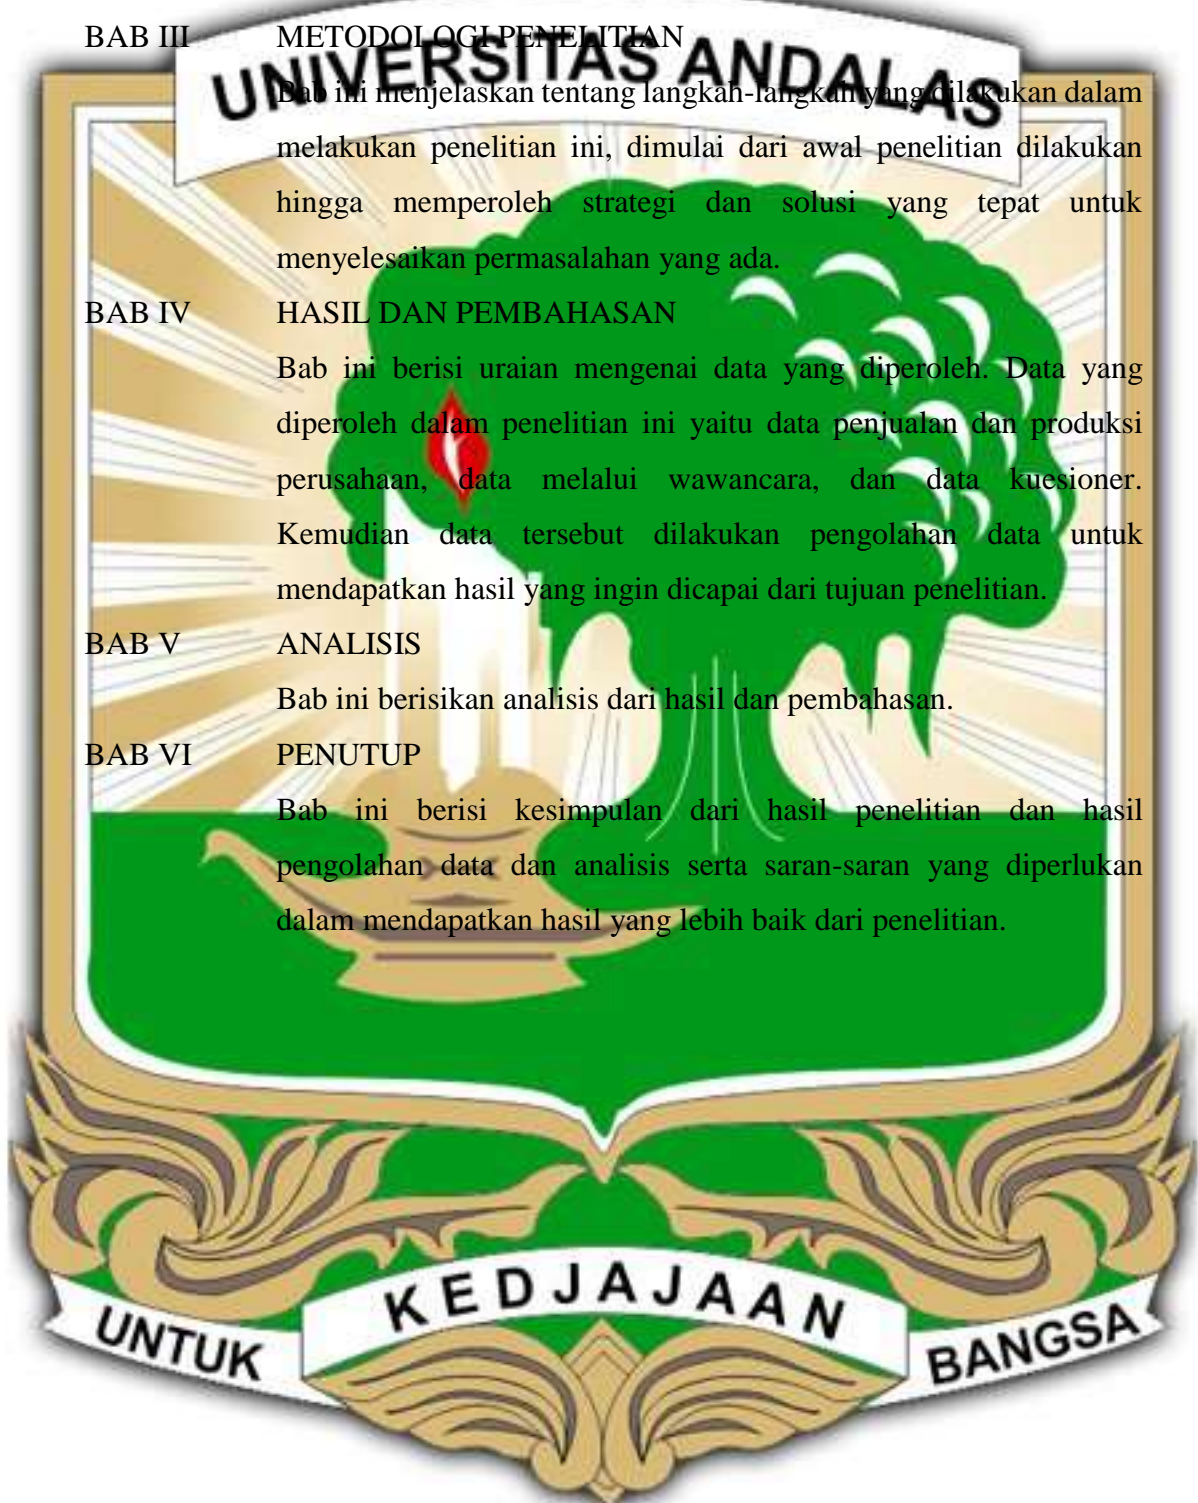 BAB III METODOLOGI PENELITIAN
UNIVERSITAS ANDALAS
Bab ini menjelaskan tentang langkah-langkah yang dilakukan dalam
melakukan penelitian ini, dimulai dari awal penelitian dilakukan
hingga memperoleh strategi dan solusi yang tepat untuk
menyelesaikan permasalahan yang ada.
BAB IV HASIL DAN PEMBAHASAN
Bab ini berisi uraian mengenai data yang diperoleh. Data yang
diperoleh dalam penelitian ini yaitu data penjualan dan produksi
perusahaan, data melalui wawancara, dan data kuesioner.
Kemudian data tersebut dilakukan pengolahan data untuk
mendapatkan hasil yang ingin dicapai dari tujuan penelitian.
BAB V ANALISIS
Bab ini berisikan analisis dari hasil dan pembahasan.
BAB VI PENUTUP
Bab ini berisi kesimpulan dari hasil penelitian dan hasil
pengolahan data dan analisis serta saran-saran yang diperlukan
dalam mendapatkan hasil yang lebih baik dari penelitian.
UNTUK KEDJAJAAN BANGSA